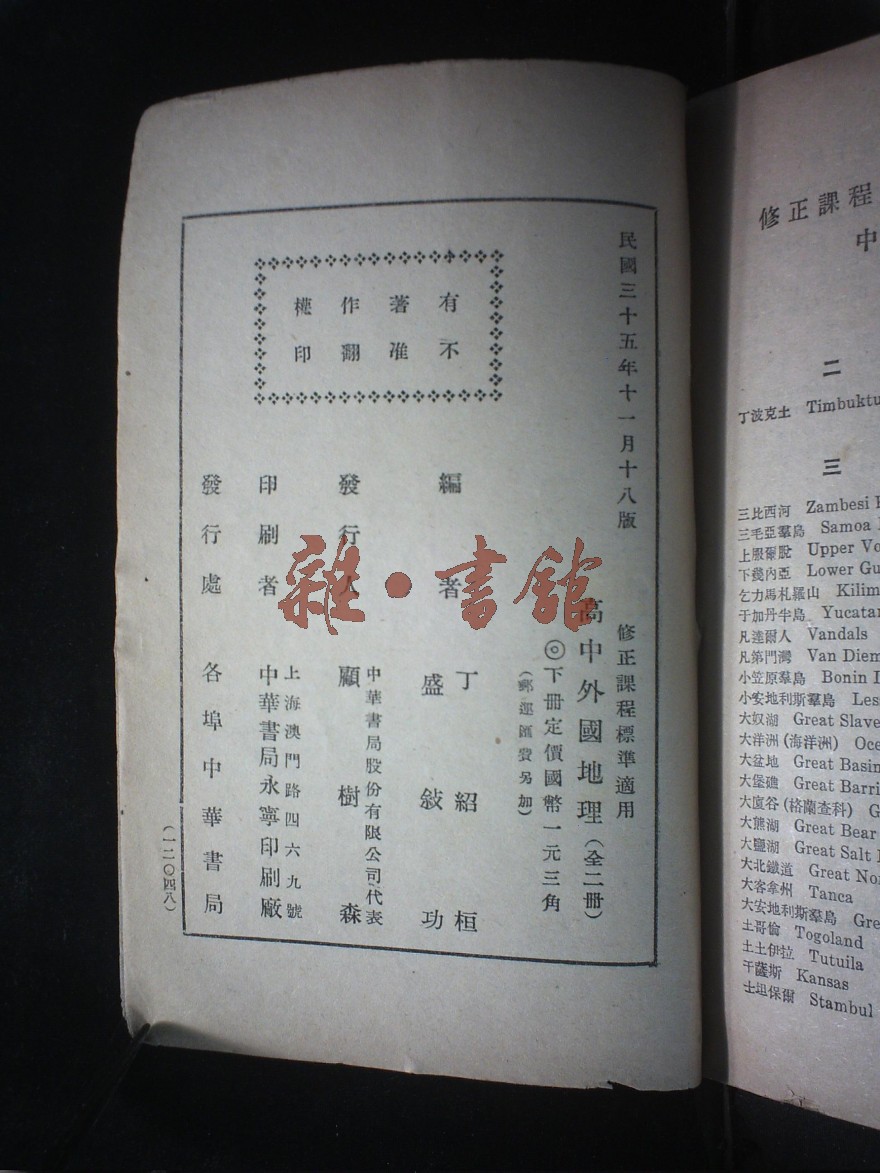 民國三十五年十一月十八版
修正課程標準適用
高中外國地理（全二冊）
◎下冊定價國幣一元三角
（郵運匯費另加）
有著作權
不准翻印
編著 丁紹桓
盛敍功
發行人 中華書局股份有限公司代表
顧樹森
印刷者 上海澳門路四六九號
中華書局永寧印刷廠
發行處 各埠中華書局
（一二〇四八）
雜·書館
修正課程
中
二
丁波克土 Timbuktu
三
三比西河 Zambesi
三毛亞羣島 Samoa
上服爾脫 Upper
下幾內亞 Lower
乞力馬札羅山
于加丹半島
凡達爾人 Vandals
凡第門灣 Van
小笠原羣島 Bonin
小安地利斯羣島
大奴湖 Great Slave
大洋洲(海洋洲)
大盆地 Great Basin
大堡礁 Great
大廈谷(格蘭查科)
大熊湖 Great Bear
大鹽湖 Great Salt
大北鐵道 Great
大客拿州 Tanca
大安地利斯羣島
土哥倫 Togoland
土土伊拉 Tutuila
干薩斯 Kansas
士坦保爾 Stambul